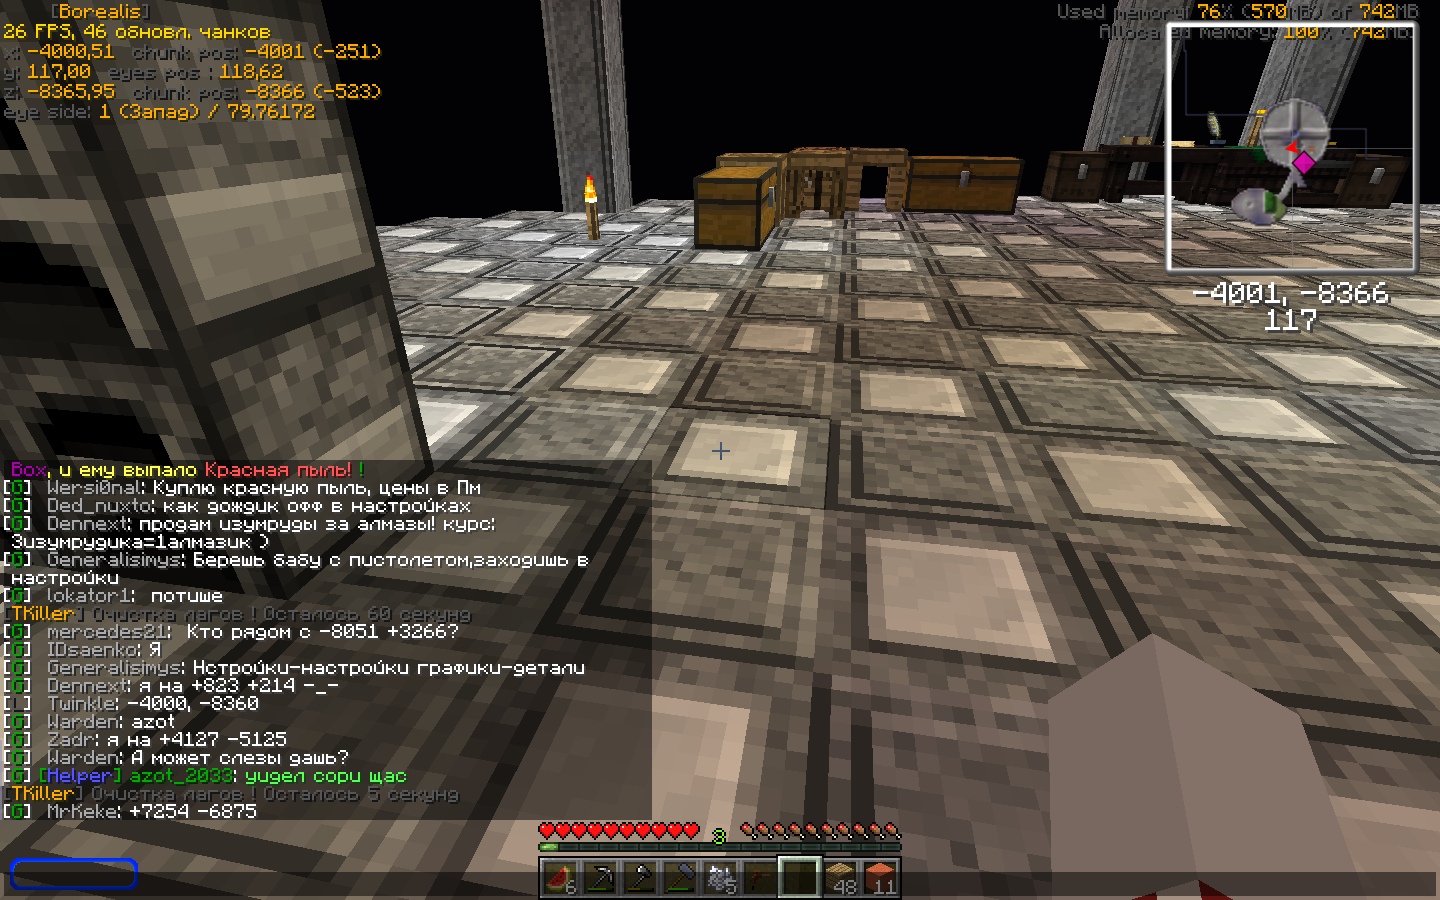 [Borealis]
26 FPS, 46 обновл. чанков
x: -4000,51 chunk pos: -4001 (-251)
y: 117,00 eyes pos : 118,62
z: -8365,95 chunk pos: -8366 (-523)
eye side: 1 (Запад) / 79.76172
Used memory: 76% (570MB) of 742MB
Allocated memory: 100% (742MB)
-4001, -8366
117
Box, и ему выпало Красная пыль! !
[G] Wersi0nal: Куплю красную пыль, цены в Пм
[G] Ded_nuxto: как дождик офф в настройках
[G] Dennext: продам изумруды за алмазы! курс:
3изумрудика=1алмазик )
[G] Generalisimys: Берешь бабу с пистолетом,заходишь в
настройки
[G] lokator1: потише
[TKiller] Очистка лагов ! Осталось 60 секунд
[G] mercedes21: Кто рядом с -8051 +3266?
[G] IDsaenko: Я
[G] Generalisimys: Нстройки-настройки графики-детали
[G] Dennext: я на +823 +214 -_-
[L] Twinkle: -4000, -8360
[G] Warden: azot
[G] Zadr: я на +4127 -5125
[G] Warden: А может слезы дашь?
[G] [Helper] azot_2033: уидел сори щас
[TKiller] Очистка лагов ! Осталось 5 секунд
[G] MrKeke: +7254 -6875
8
6 5 48 11